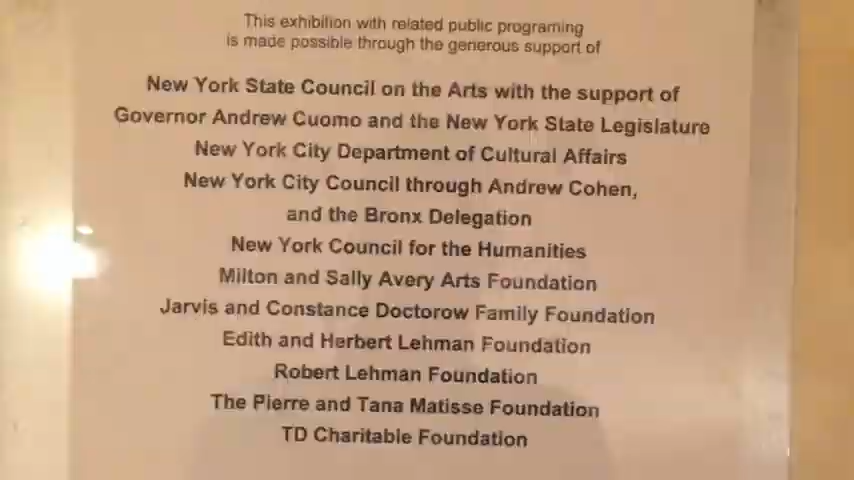 This exhibition with related public programing
is made possible through the generous support of
New York State Council on the Arts with the support of
Governor Andrew Cuomo and the New York State Legislature
New York City Department of Cultural Affairs
New York City Council through Andrew Cohen,
and the Bronx Delegation
New York Council for the Humanities
Milton and Sally Avery Arts Foundation
Jarvis and Constance Doctorow Family Foundation
Edith and Herbert Lehman Foundation
Robert Lehman Foundation
The Pierre and Tana Matisse Foundation
TD Charitable Foundation